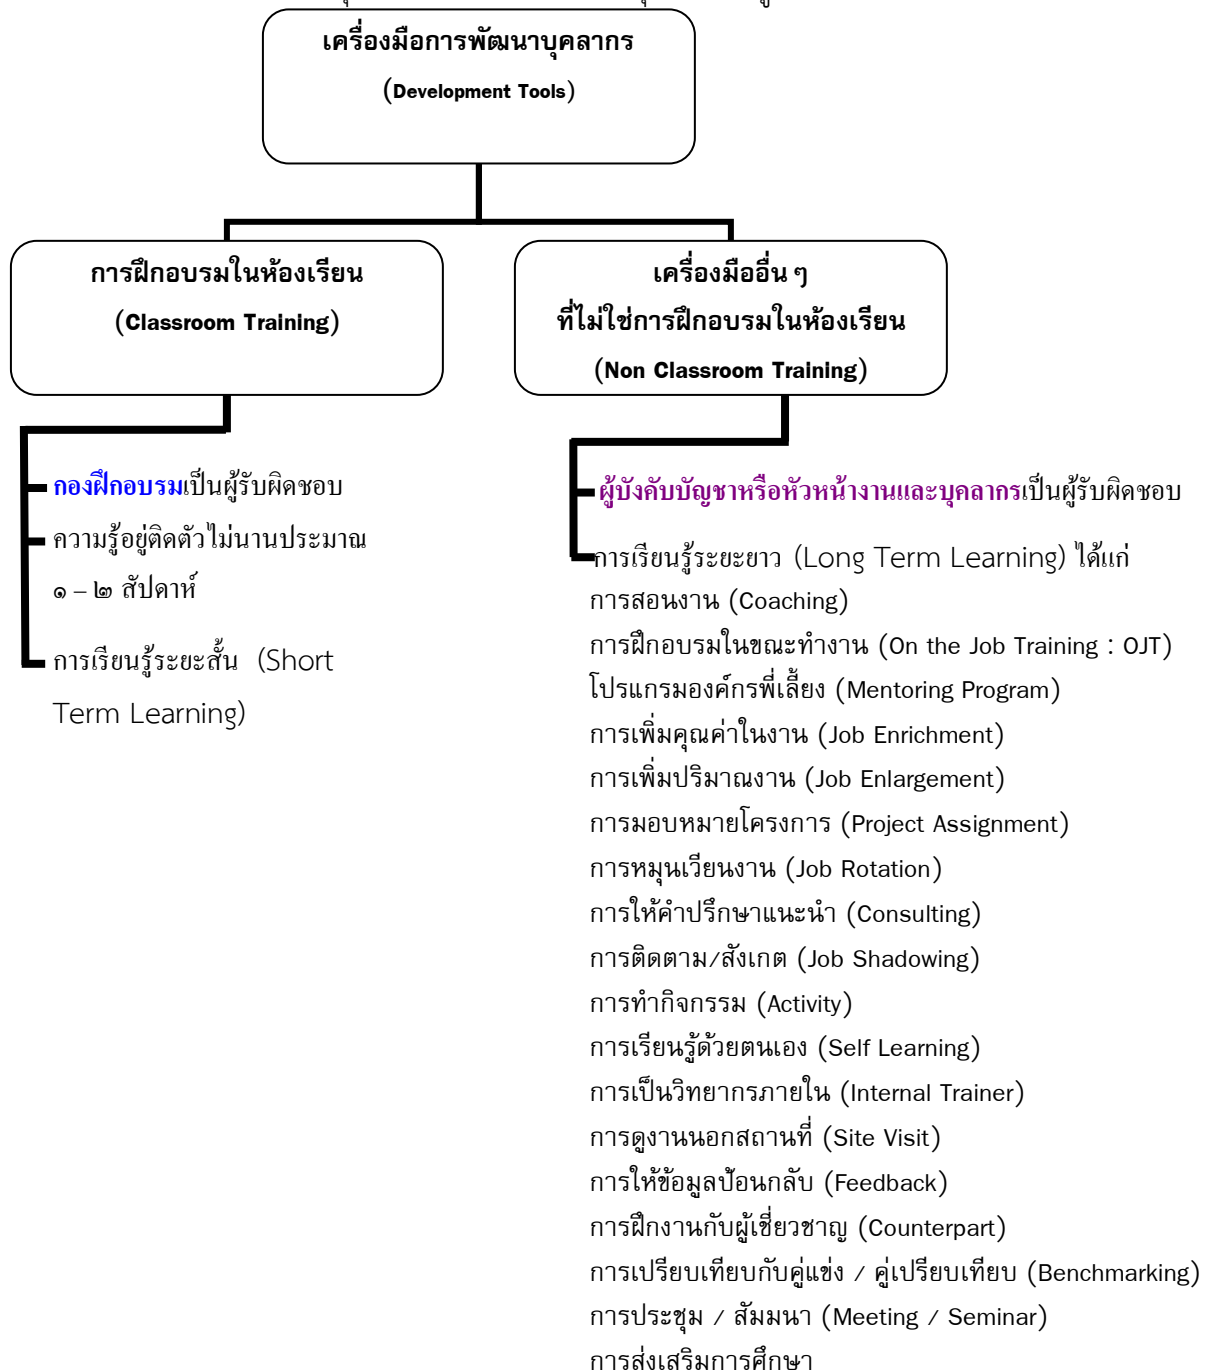 เครื่องมือการพัฒนาบุคลากร
(Development Tools)
การฝึกอบรมในห้องเรียน
(Classroom Training)
เครื่องมืออื่น ๆ
ที่ไม่ใช่การฝึกอบรมในห้องเรียน
(Non Classroom Training)
กองฝึกอบรมเป็นผู้รับผิดชอบ
ความรู้อยู่ติดตัวไม่นานประมาณ
๑ – ๒ สัปดาห์
การเรียนรู้ระยะสั้น (Short
Term Learning)
ผู้บังคับบัญชาหรือหัวหน้างานและบุคลากรเป็นผู้รับผิดชอบ
การเรียนรู้ระยะยาว (Long Term Learning) ได้แก่
การสอนงาน (Coaching)
การฝึกอบรมในขณะทำงาน (On the Job Training : OJT)
โปรแกรมองค์กรพี่เลี้ยง (Mentoring Program)
การเพิ่มคุณค่าในงาน (Job Enrichment)
การเพิ่มปริมาณงาน (Job Enlargement)
การมอบหมายโครงการ (Project Assignment)
การหมุนเวียนงาน (Job Rotation)
การให้คำปรึกษาแนะนำ (Consulting)
การติดตาม/สังเกต (Job Shadowing)
การทำกิจกรรม (Activity)
การเรียนรู้ด้วยตนเอง (Self Learning)
การเป็นวิทยากรภายใน (Internal Trainer)
การดูงานนอกสถานที่ (Site Visit)
การให้ข้อมูลป้อนกลับ (Feedback)
การฝึกงานกับผู้เชี่ยวชาญ (Counterpart)
การเปรียบเทียบกับคู่แข่ง / คู่เปรียบเทียบ (Benchmarking)
การประชุม / สัมมนา (Meeting / Seminar)
การส่งเสริมการศึกษา